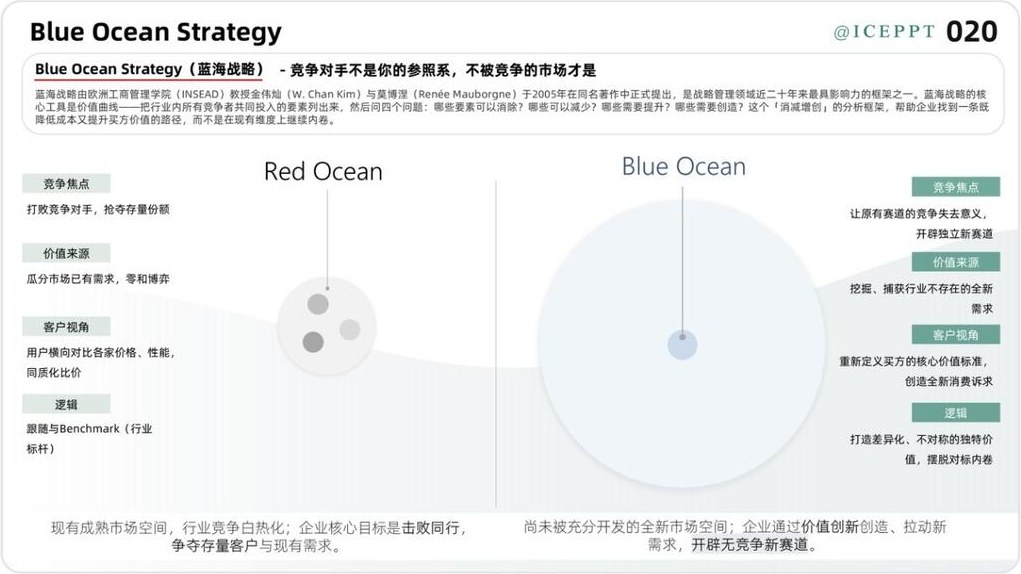 Blue Ocean Strategy
@ICEPPT 020
Blue Ocean Strategy（蓝海战略） - 竞争对手不是你的参照系，不被竞争的市场才是
蓝海战略由欧洲工商管理学院（INSEAD）教授金伟灿（W. Chan Kim）与莫博涅（Renée Mauborgne）于2005年在同名著作中正式提出，是战略管理领域近二十年来最具影响力的框架之一。蓝海战略的核
心工具是价值曲线——把行业内所有竞争者共同投入的要素列出来，然后问四个问题：哪些要素可以消除？哪些可以减少？哪些需要提升？哪些需要创造？这个「消减增创」的分析框架，帮助企业找到一条既
降低成本又提升买方价值的路径，而不是在现有维度上继续内卷。
Red Ocean
竞争焦点
打败竞争对手，抢夺存量份额
价值来源
瓜分市场已有需求，零和博弈
客户视角
用户横向对比各家价格、性能，
同质化比价
逻辑
跟随与Benchmark（行业
标杆）
现有成熟市场空间，行业竞争白热化；企业核心目标是击败同行，
争夺存量客户与现有需求。
Blue Ocean
竞争焦点
让原有赛道的竞争失去意义，
开辟独立新赛道
价值来源
挖掘、捕获行业不存在的全新
需求
客户视角
重新定义买方的核心价值标准，
创造全新消费诉求
逻辑
打造差异化、不对称的独特价
值，摆脱对标内卷
尚未被充分开发的全新市场空间；企业通过价值创新创造、拉动新
需求，开辟无竞争新赛道。